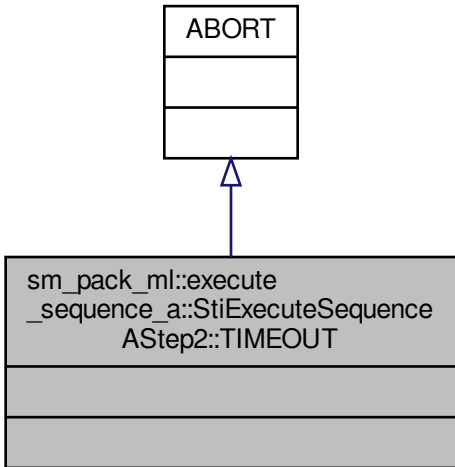 ABORT
sm_pack_ml::execute
_sequence_a::StiExecuteSequence
AStep2::TIMEOUT